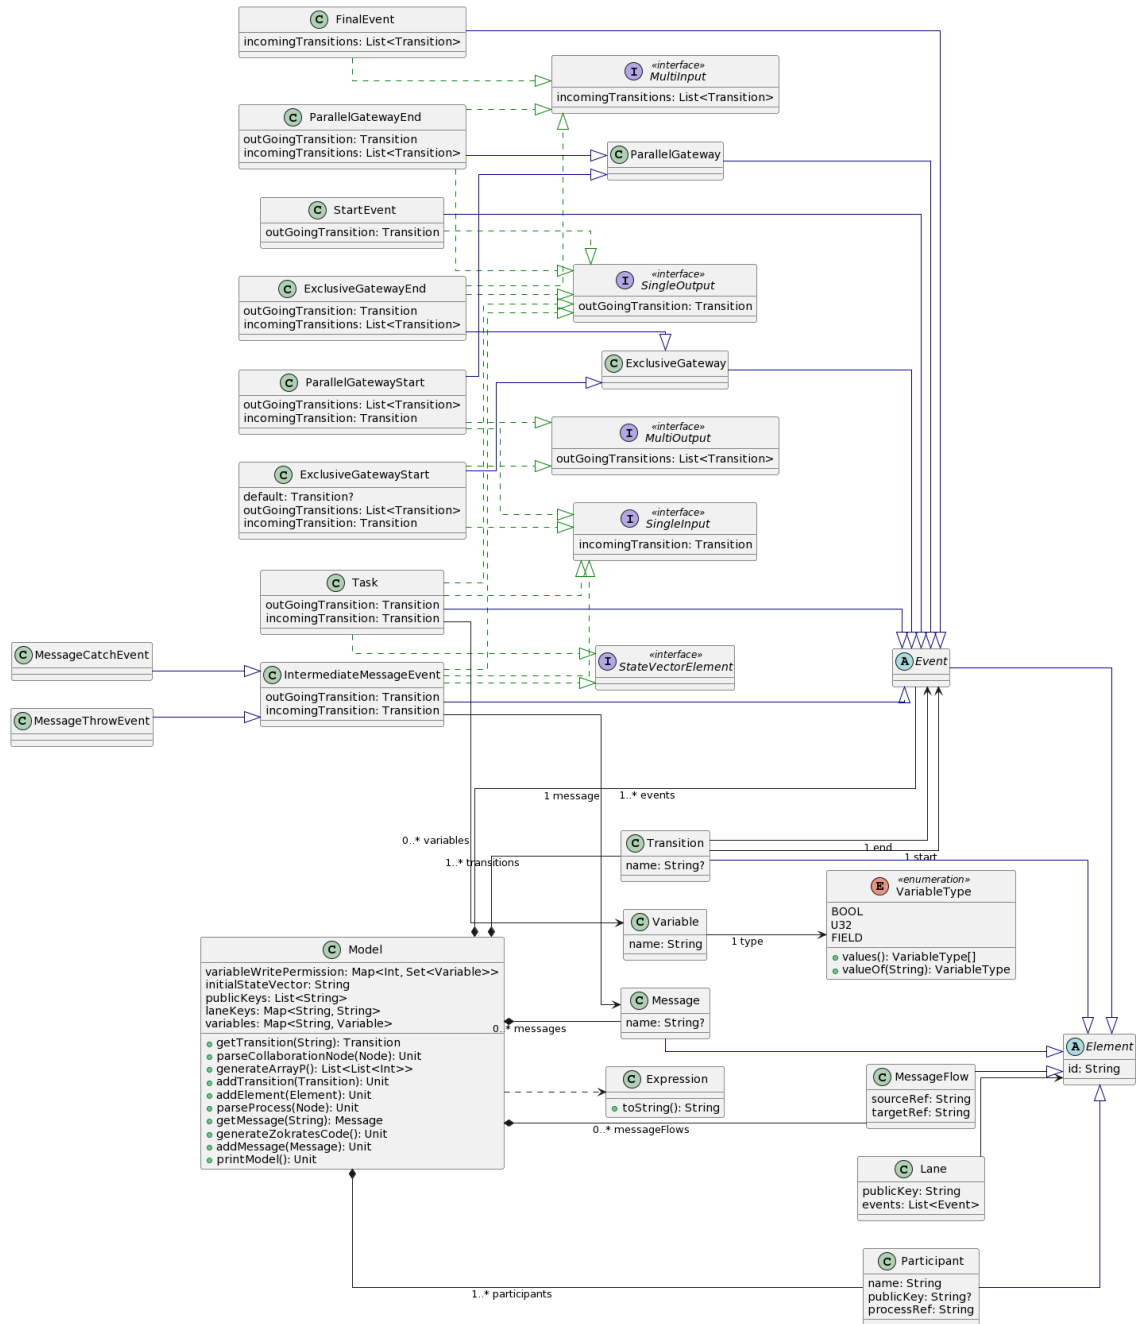 C FinalEvent
incomingTransitions: List<Transition>
«interface»
I MultiInput
incomingTransitions: List<Transition>
C ParallelGatewayEnd
outGoingTransition: Transition
incomingTransitions: List<Transition>
C ParallelGateway
C StartEvent
outGoingTransition: Transition
«interface»
I SingleOutput
outGoingTransition: Transition
C ExclusiveGatewayEnd
outGoingTransition: Transition
incomingTransitions: List<Transition>
C ExclusiveGateway
C ParallelGatewayStart
outGoingTransitions: List<Transition>
incomingTransition: Transition
«interface»
I MultiOutput
outGoingTransitions: List<Transition>
C ExclusiveGatewayStart
default: Transition?
outGoingTransitions: List<Transition>
incomingTransition: Transition
«interface»
I SingleInput
incomingTransition: Transition
C Task
outGoingTransition: Transition
incomingTransition: Transition
C MessageCatchEvent
«interface»
I StateVectorElement
A Event
C IntermediateMessageEvent
outGoingTransition: Transition
incomingTransition: Transition
C MessageThrowEvent
1 message
1..* events
0..* variables
1..* transitions
C Transition
name: String?
1 end
1 start
C Variable
name: String
1 type
«enumeration»
E VariableType
BOOL
U32
FIELD
values(): VariableType[]
valueOf(String): VariableType
C Model
variableWritePermission: Map<Int, Set<Variable>>
initialStateVector: String
publicKeys: List<String>
laneKeys: Map<String, String>
variables: Map<String, Variable>
getTransition(String): Transition
parseCollaborationNode(Node): Unit
generateArrayP(): List<List<Int>>
addTransition(Transition): Unit
addElement(Element): Unit
parseProcess(Node): Unit
getMessage(String): Message
generateZokratesCode(): Unit
addMessage(Message): Unit
printModel(): Unit
C Message
name: String?
0..* messages
A Element
id: String
C Expression
toString(): String
C MessageFlow
sourceRef: String
targetRef: String
0..* messageFlows
C Lane
publicKey: String
events: List<Event>
C Participant
name: String
publicKey: String?
processRef: String
1..* participants